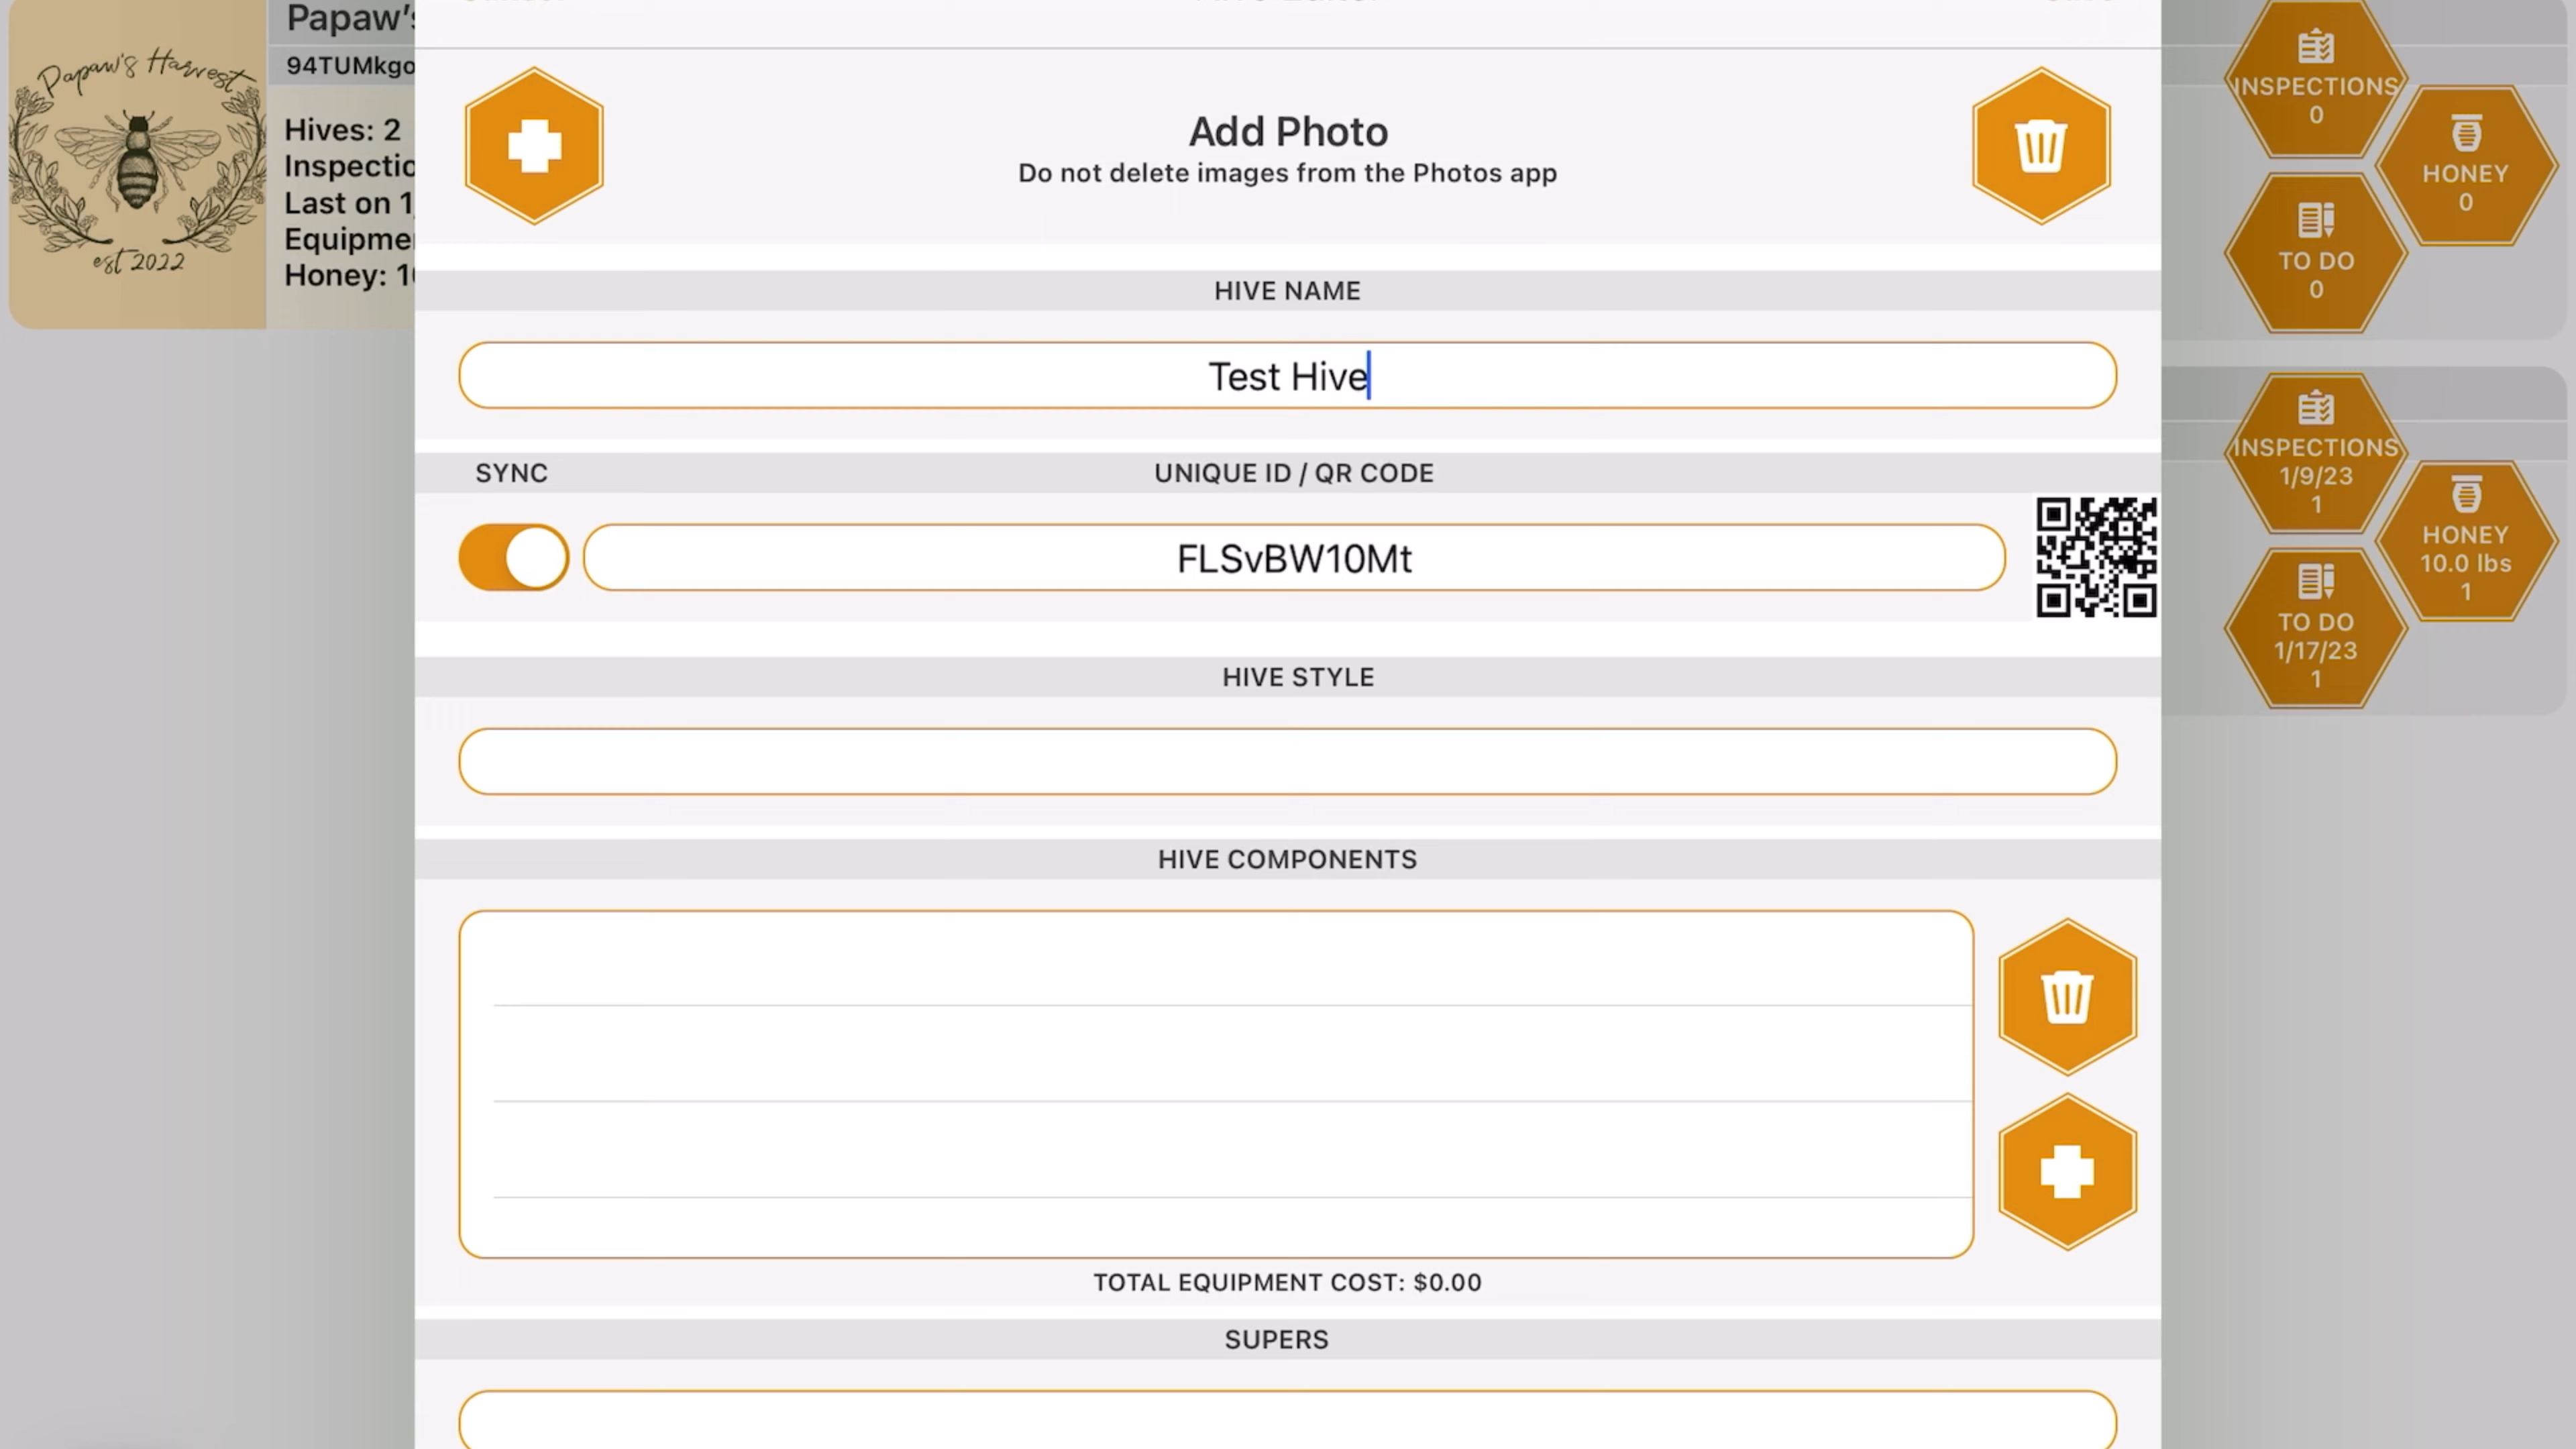 Papaw's Harvest
est 2022
Papaw's
94TUMkgo
Hives: 2
Inspectio
Last on 1
Equipme
Honey: 1
Add Photo
Do not delete images from the Photos app
HIVE NAME
Test Hive
SYNC
UNIQUE ID / QR CODE
FLSvBW10Mt
HIVE STYLE
HIVE COMPONENTS
TOTAL EQUIPMENT COST: $0.00
SUPERS
INSPECTIONS
0
HONEY
0
TO DO
0
INSPECTIONS
1/9/23
1
HONEY
10.0 lbs
1
TO DO
1/17/23
1